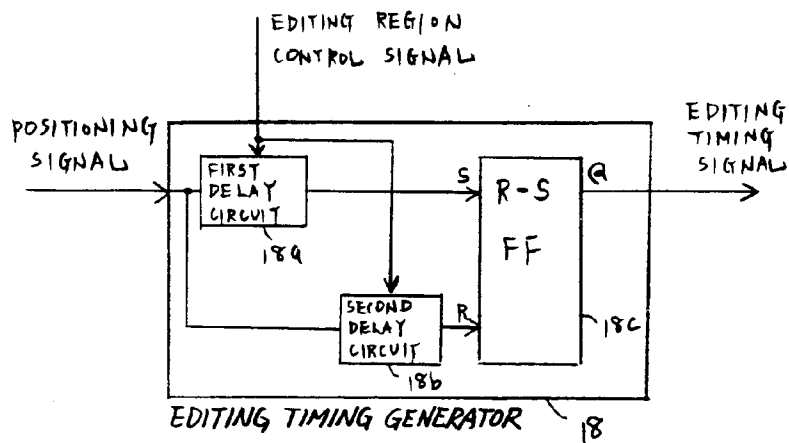 EDITING REGION
CONTROL SIGNAL
POSITIONING
SIGNAL
EDITING
TIMING
SIGNAL
FIRST
DELAY
CIRCUIT
18a
S
R-S
FF
Q
SECOND
DELAY
CIRCUIT
18b
R
18c
EDITING TIMING GENERATOR
18